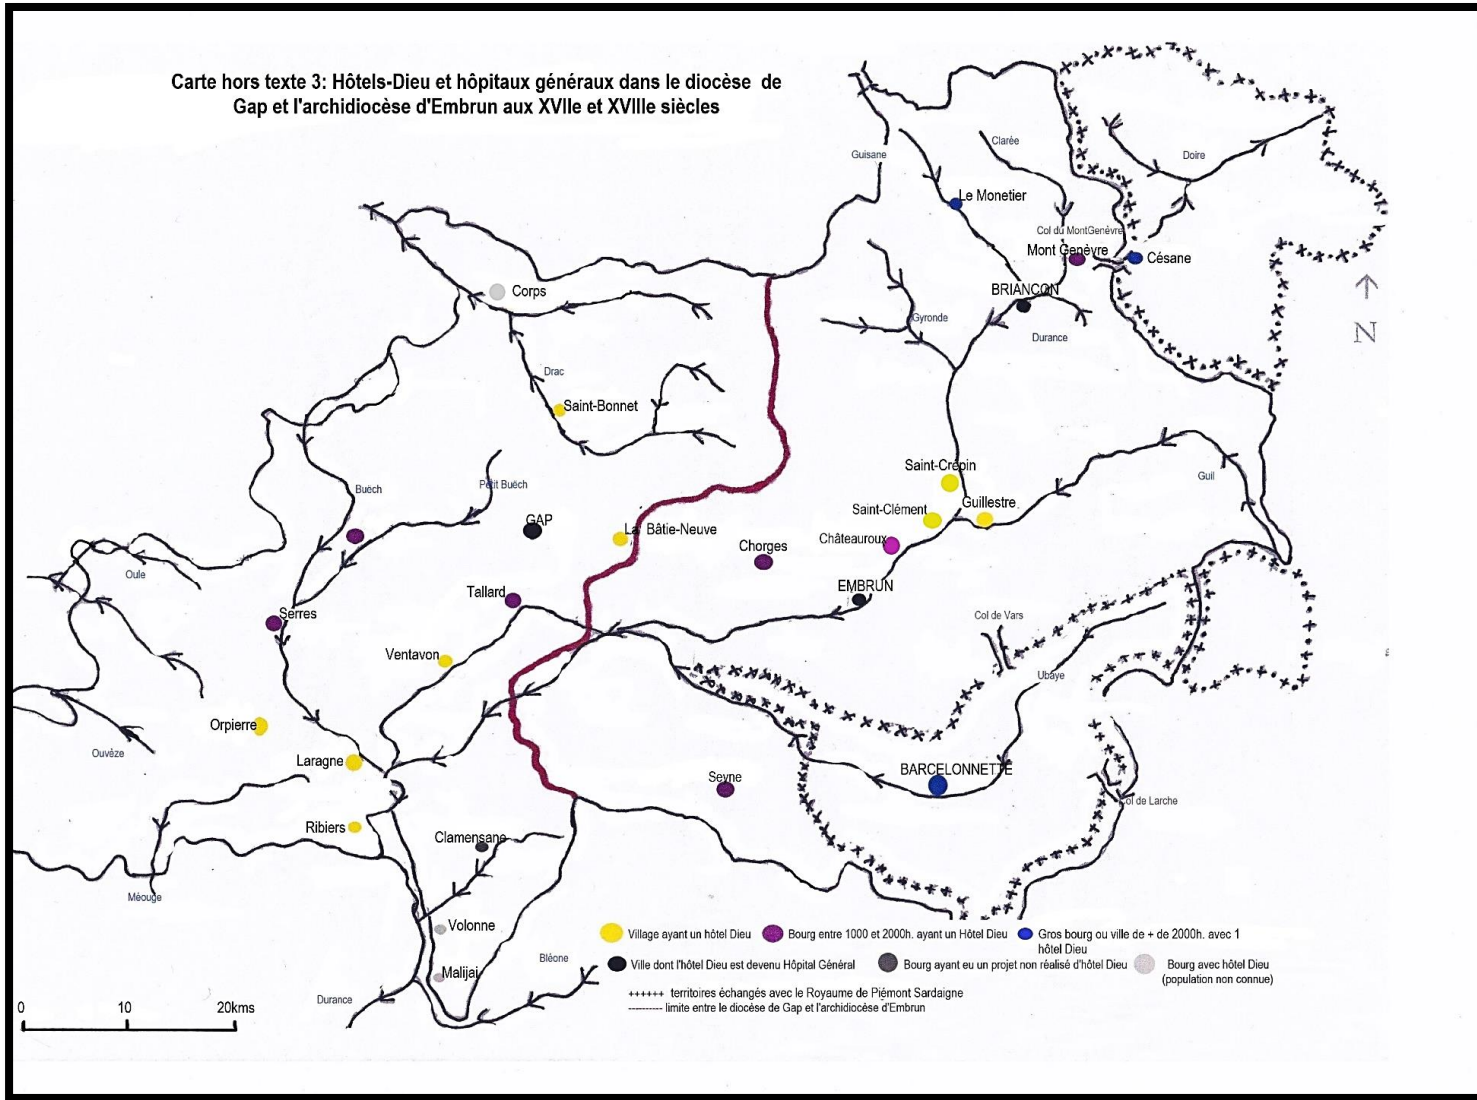 Carte hors texte 3: Hôtels-Dieu et hôpitaux généraux dans le diocèse de
Gap et l'archidiocèse d'Embrun aux XVIIe et XVIIIe siècles
Guisane
Clarèe
Doire
Le Monetier
Col du MontGenèvre
Mont Genèvre
Césane
BRIANCON
Corps
Gyronde
Durance
N
Drac
Saint-Bonnet
Saint-Crépin
Guil
Buëch
Petit Buëch
Saint-Clément
Guillestre
GAP
La Bâtie-Neuve
Châteauroux
Chorges
Oule
EMBRUN
Tallard
Serres
Col de Vars
Ventavon
Ubaye
Orpierre
Ouvèze
Laragne
BARCELONNETTE
Seyne
Col de Larche
Ribiers
Clamensane
Mèouge
Volonne
Malijai
Blèone
Durance
0 10 20kms
Village ayant un hôtel Dieu
Bourg entre 1000 et 2000h. ayant un Hôtel Dieu
Gros bourg ou ville de + de 2000h. avec 1
hôtel Dieu
Ville dont l'hôtel Dieu est devenu Hôpital Général
Bourg ayant eu un projet non réalisé d'hôtel Dieu
Bourg avec hôtel Dieu
(population non connue)
++++++ territoires échangés avec le Royaume de Piémont Sardaigne
---------- limite entre le diocèse de Gap et l'archidiocèse d'Embrun